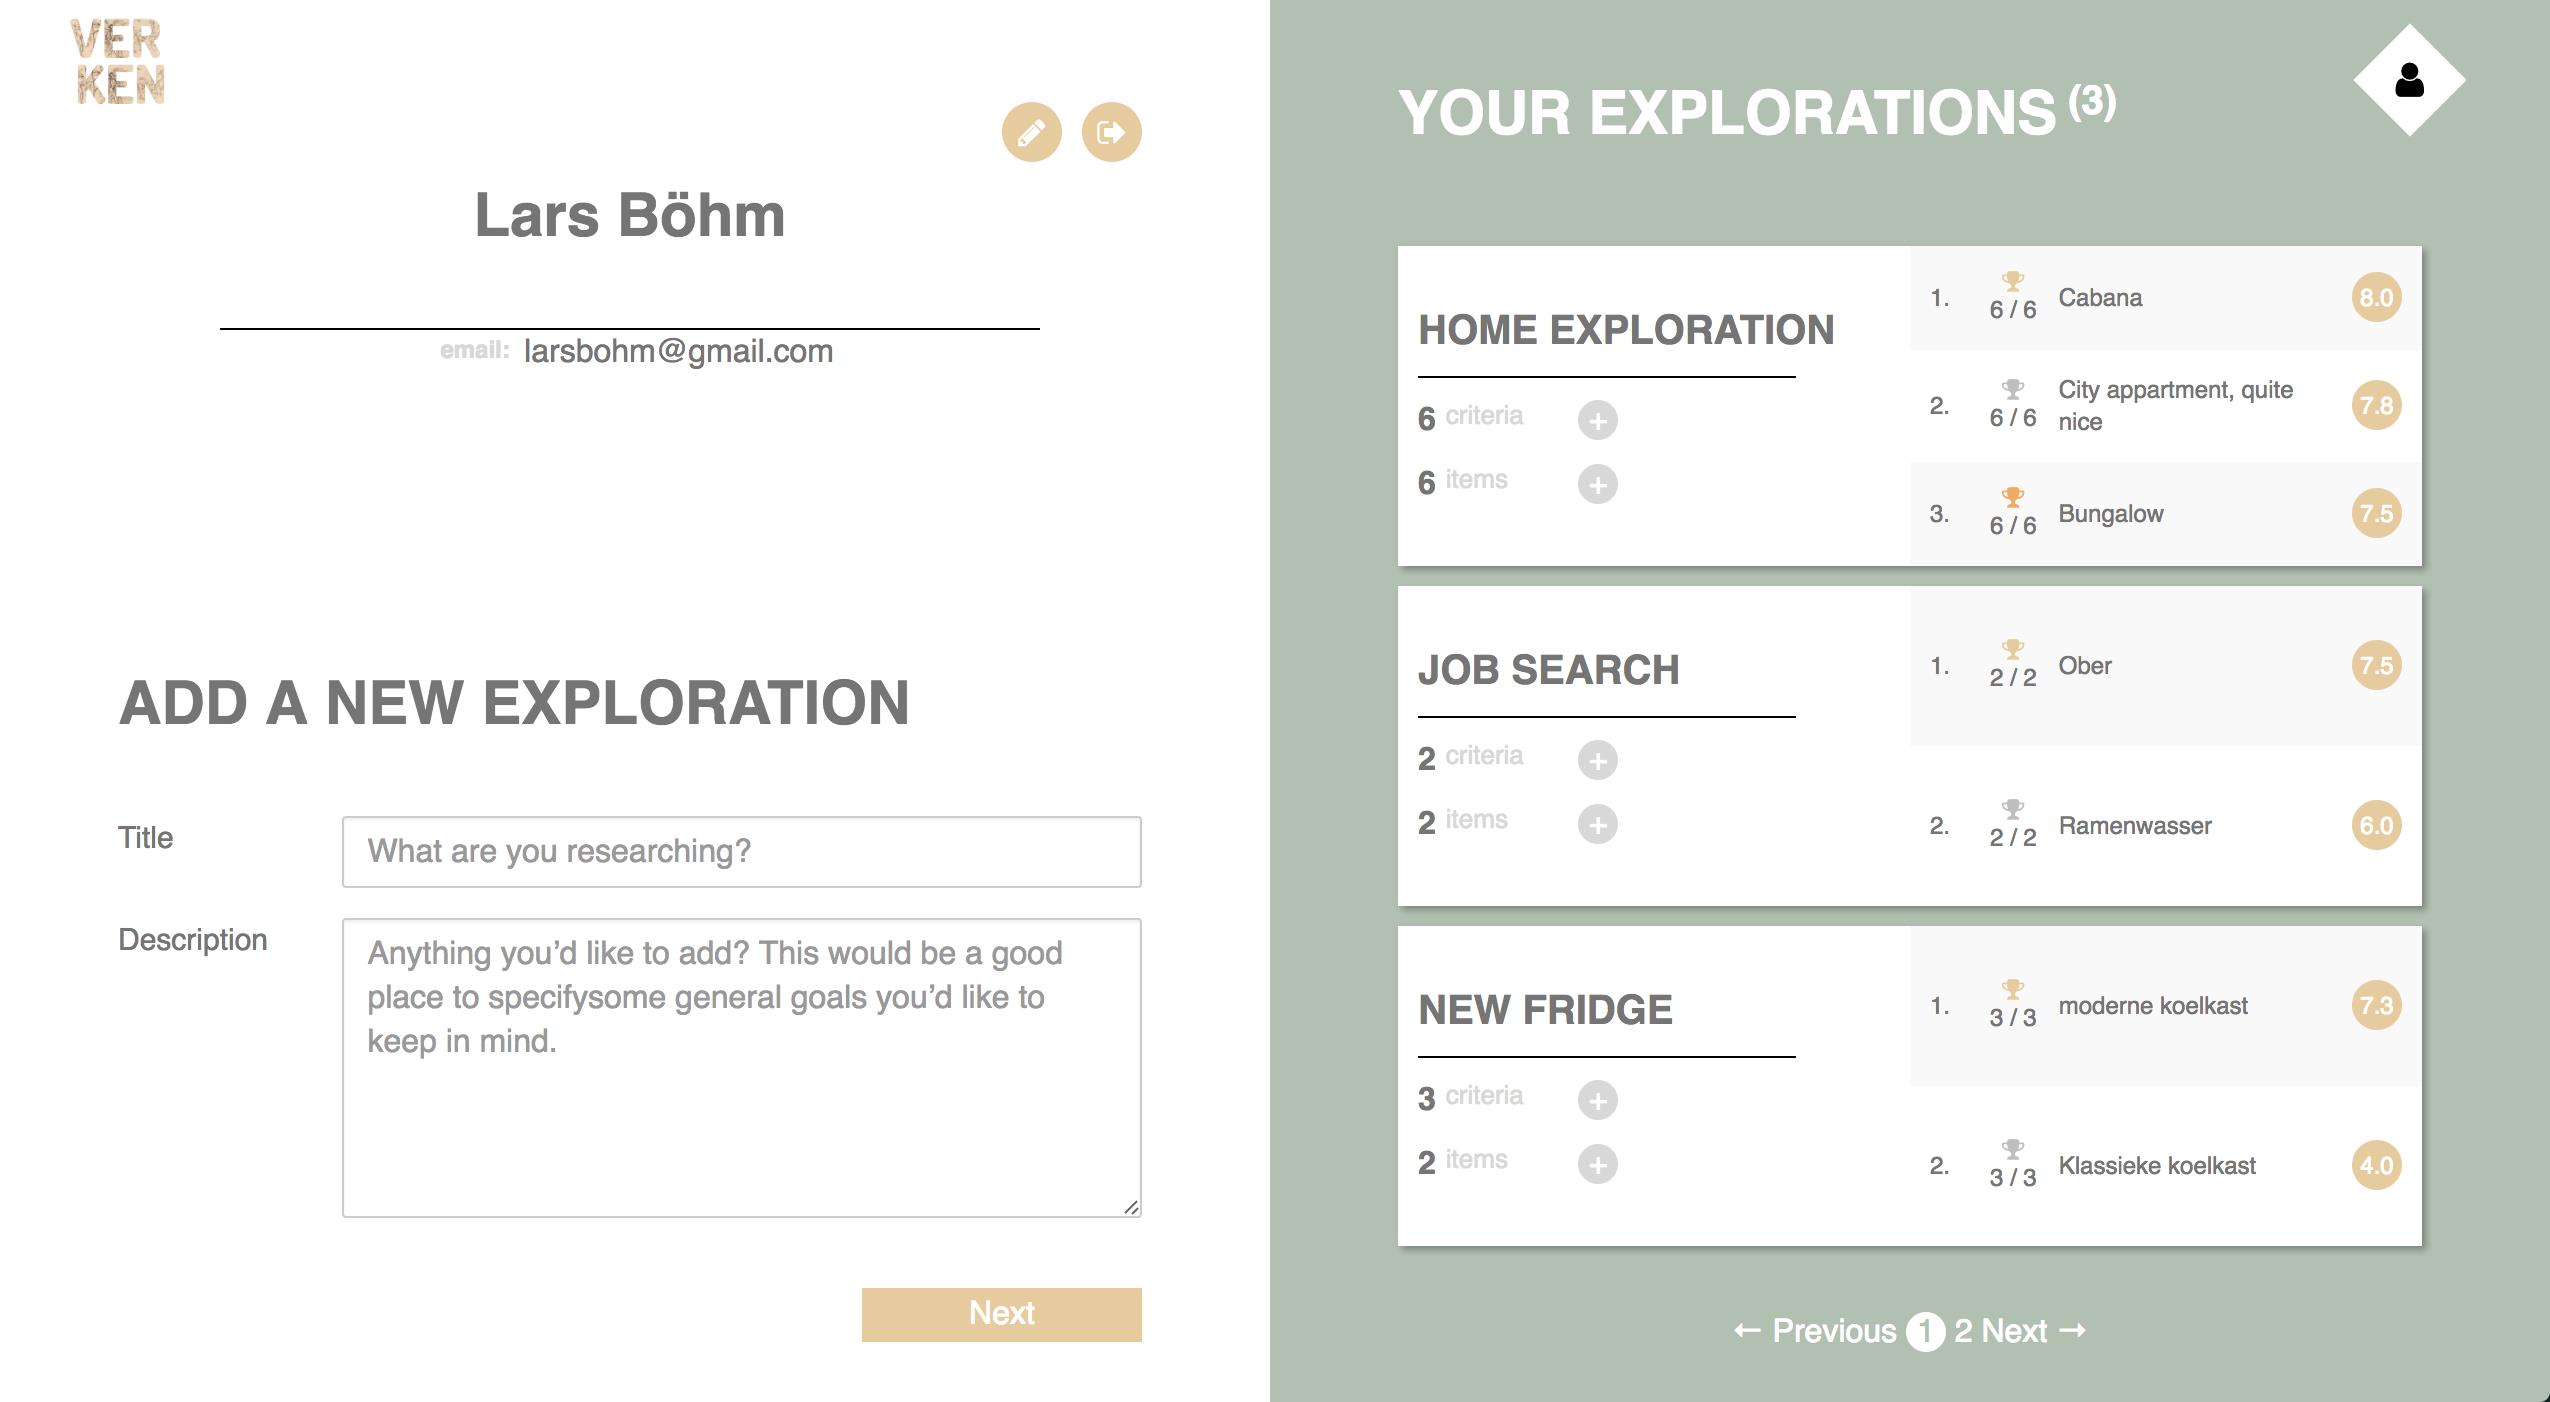 VER
KEN
Lars Böhm
email: larsbohm@gmail.com
ADD A NEW EXPLORATION
Title
What are you researching?
Description
Anything you’d like to add? This would be a good
place to specifysome general goals you’d like to
keep in mind.
Next
YOUR EXPLORATIONS (3)
HOME EXPLORATION
6 criteria +
6 items +
1. 6 / 6 Cabana 8.0
2. 6 / 6 City appartment, quite
nice 7.8
3. 6 / 6 Bungalow 7.5
JOB SEARCH
2 criteria +
2 items +
1. 2 / 2 Ober 7.5
2. 2 / 2 Ramenwasser 6.0
NEW FRIDGE
3 criteria +
2 items +
1. 3 / 3 moderne koelkast 7.3
2. 3 / 3 Klassieke koelkast 4.0
← Previous 1 2 Next →